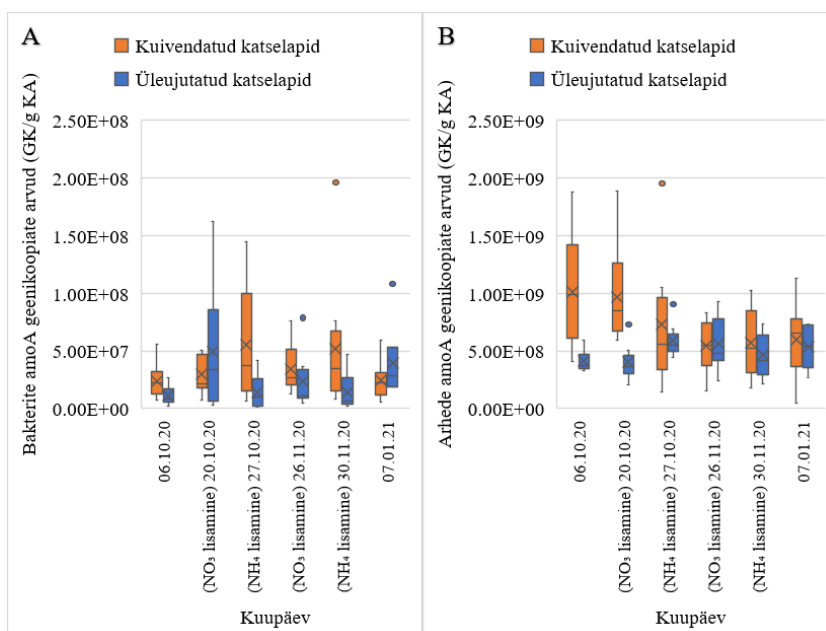 A
Kuivendatud katselapid
Üleujutatud katselapid
Bakterite amoA geenikoopiate arvud (GK/g KA)
2.50E+08
2.00E+08
1.50E+08
1.00E+08
5.00E+07
0.00E+00
06.10.20
(NO₃ lisamine) 20.10.20
(NH₄ lisamine) 27.10.20
(NO₃ lisamine) 26.11.20
(NH₄ lisamine) 30.11.20
07.01.21
Kuupäev
B
Kuivendatud katselapid
Üleujutatud katselapid
Arhede amoA geenikoopiate arvud (GK/g KA)
2.50E+09
2.00E+09
1.50E+09
1.00E+09
5.00E+08
0.00E+00
06.10.20
(NO₃ lisamine) 20.10.20
(NH₄ lisamine) 27.10.20
(NO₃ lisamine) 26.11.20
(NH₄ lisamine) 30.11.20
07.01.21
Kuupäev